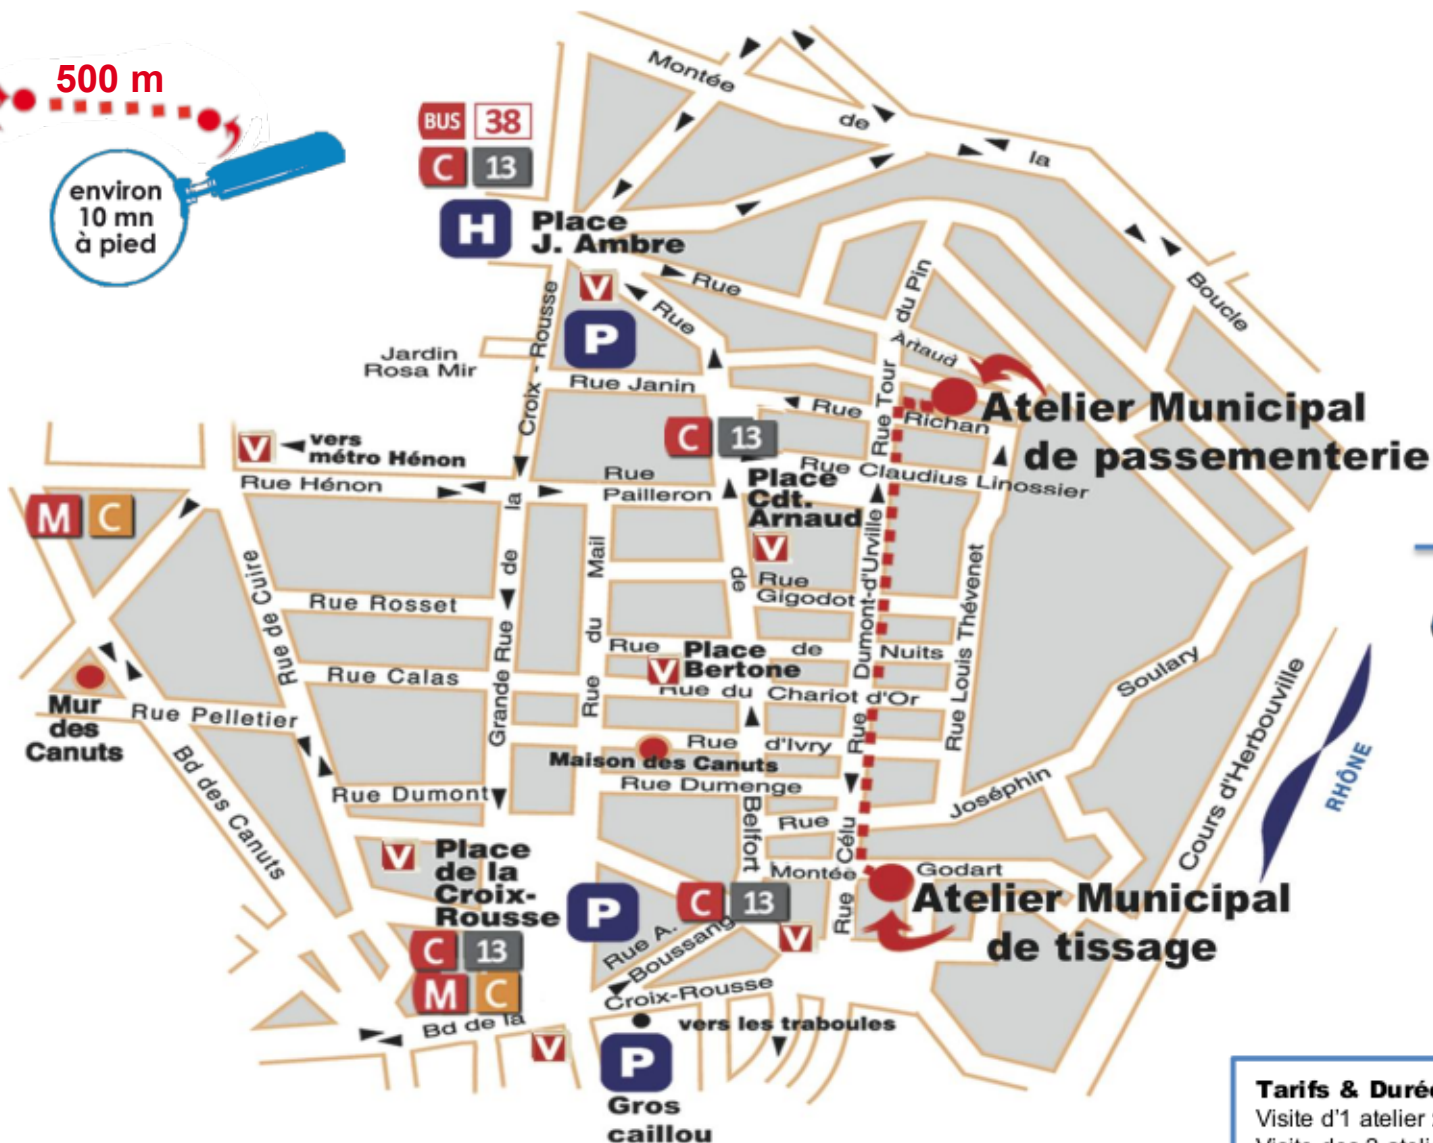 500 m
environ
10 mn
à pied
BUS 38
C 13
H
Place
J. Ambre
Montée
de
la
Boucle
V
P
Rue
Rue
du Pin
Artaud
Jardin
Rosa Mir
Croix - Rousse
Rue Janin
Rue
Richan
Rue Tour
Atelier Municipal
de passementerie
C 13
V
vers
métro Hénon
Rue Hénon
Rue
Pailleron
Place
Cdt.
Arnaud
Rue Claudius Linossier
M C
la
de
Grande Rue
Rue de Cuire
Mail
du
Rue
de
V
Rue
Gigodot
Dumont-d'Urville
Rue
Rue Louis Thévenet
Rue Rosset
Rue
de
Nuits
Place
Bertone
V
Rue Calas
Rue du Chariot d'Or
Soulary
Joséphin
Cours d'Herbouville
RHÔNE
Mur
des
Canuts
Rue Pelletier
Rue d'Ivry
Maison des Canuts
Rue Dumenge
Rue Dumont
Bd des Canuts
Belfort
Rue
Rue Célu
Montée
Godart
V
Place
de la
Croix-
Rousse
P
C 13
Atelier Municipal
de tissage
C 13
M C
Rue A.
Boussang
V
Croix-Rousse
Bd de la
V
vers les traboules
P
Gros
caillou
Tarifs & Duré
Visite d'1 atelier